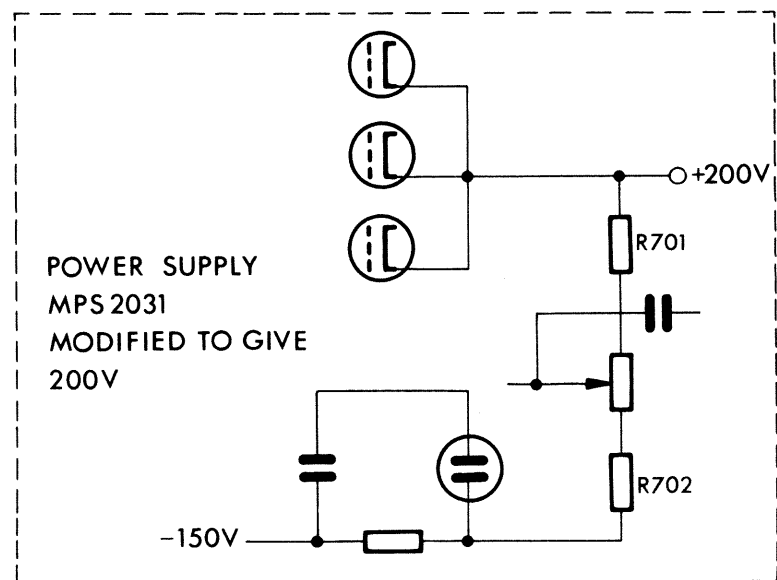 +200V
R701
POWER SUPPLY
MPS 2031
MODIFIED TO GIVE
200V
R702
-150V